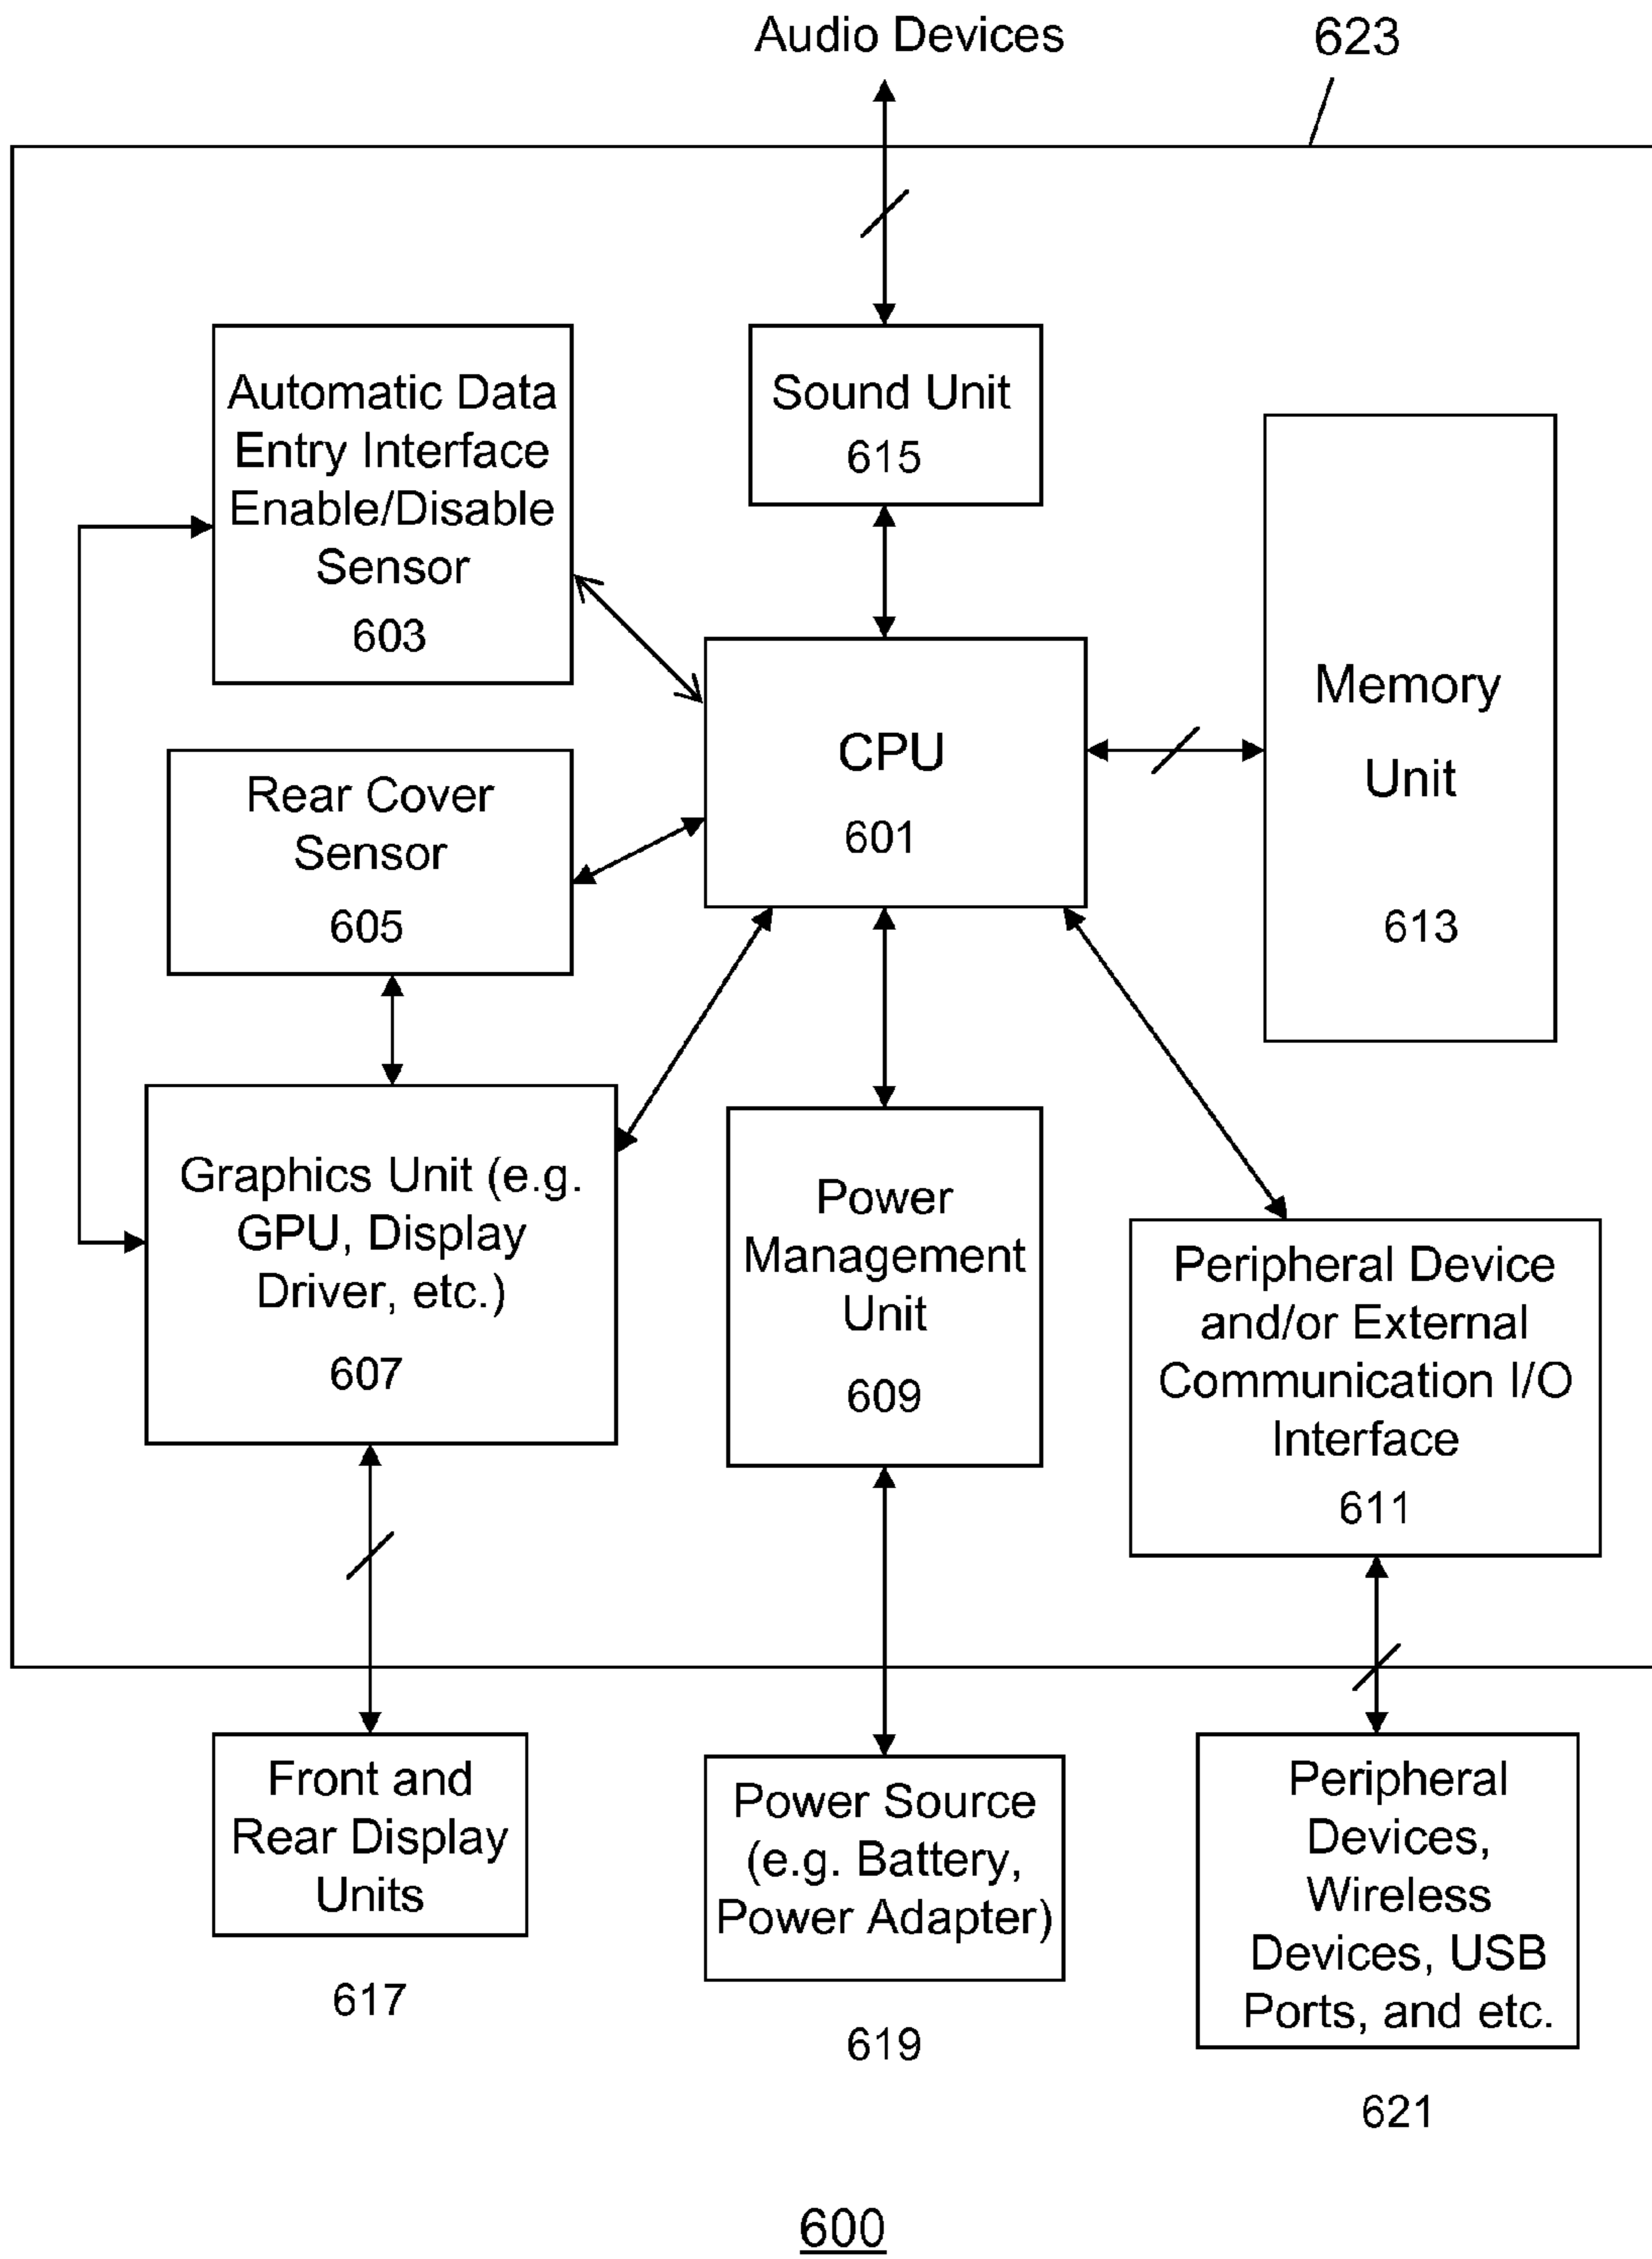 Audio Devices
623
Automatic Data
Entry Interface
Enable/Disable
Sensor
603
Sound Unit
615
Memory
Unit
613
CPU
601
Rear Cover
Sensor
605
Graphics Unit (e.g.
GPU, Display
Driver, etc.)
607
Power
Management
Unit
609
Peripheral Device
and/or External
Communication I/O
Interface
611
Front and
Rear Display
Units
617
Power Source
(e.g. Battery,
Power Adapter)
619
Peripheral
Devices,
Wireless
Devices, USB
Ports, and etc.
621
600